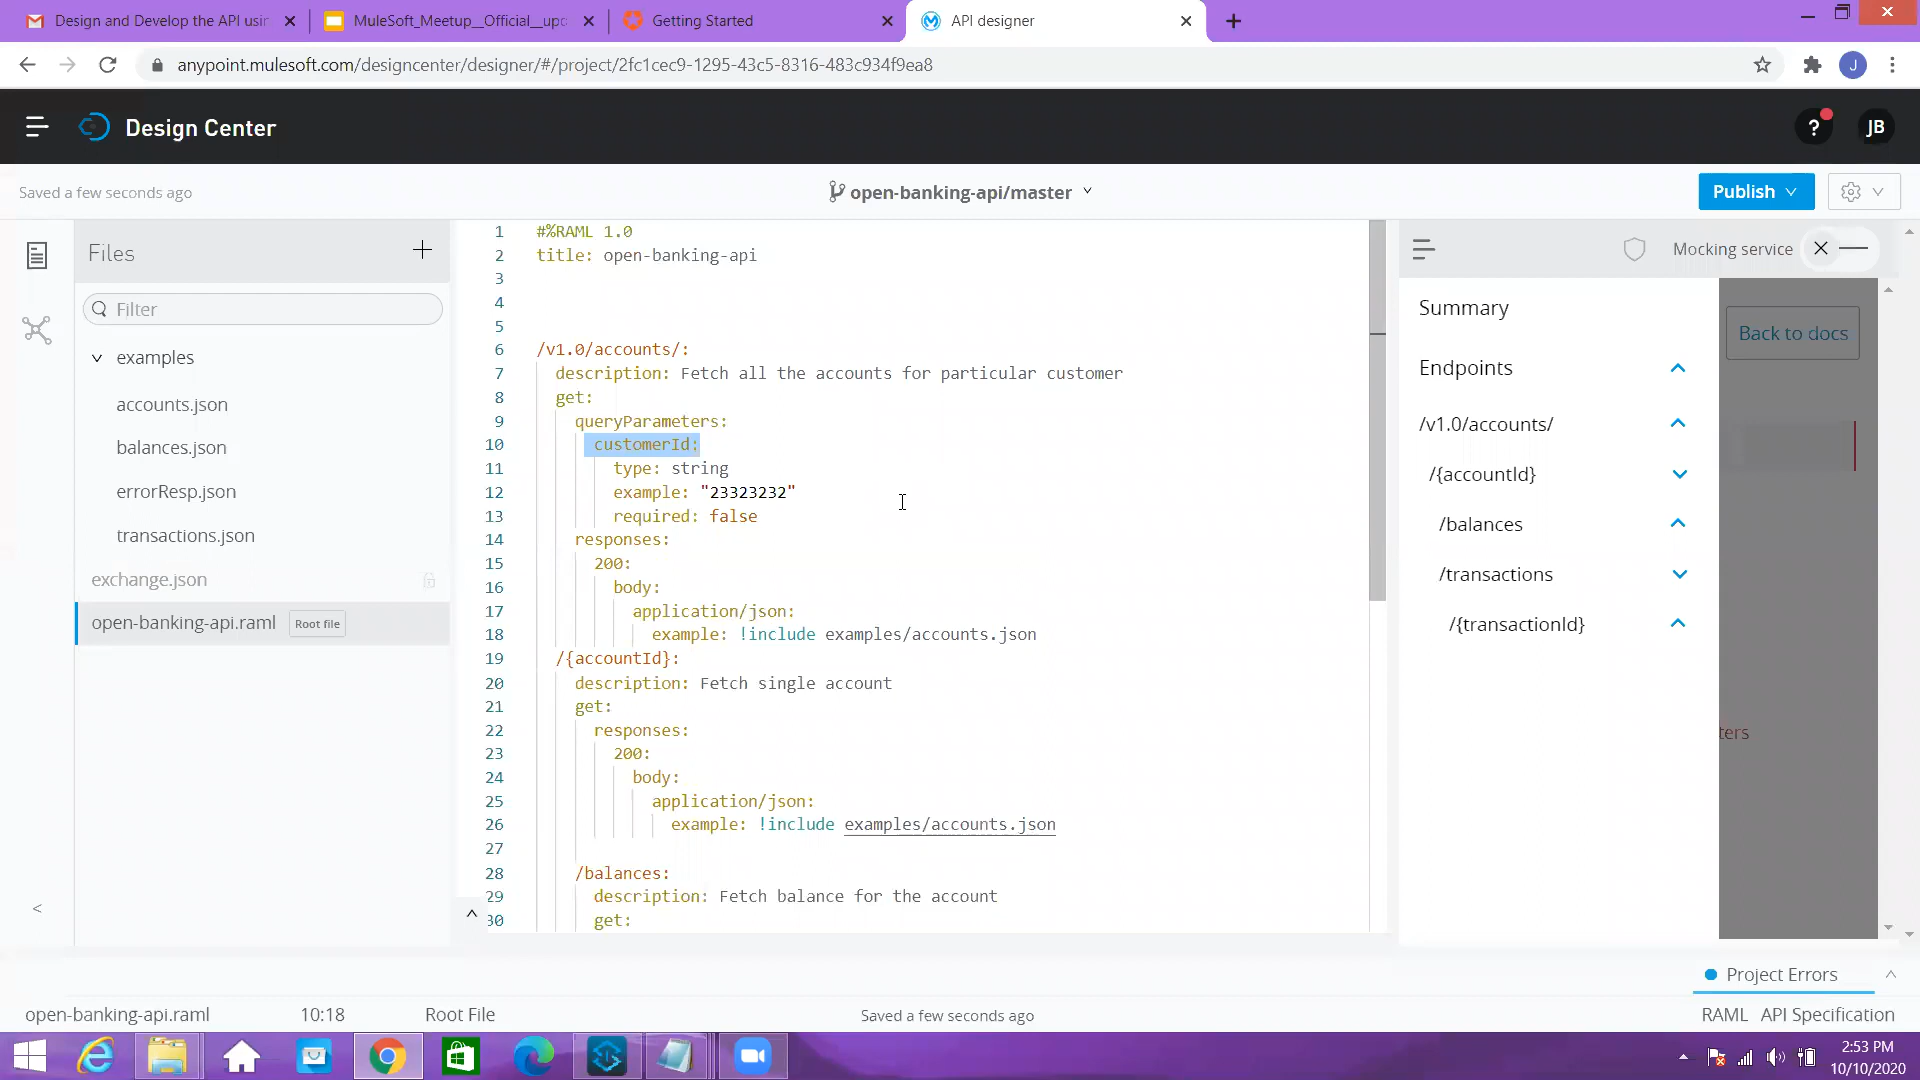 Design and Develop the API usin
MuleSoft_Meetup__Official__upd
Getting Started
API designer
anypoint.mulesoft.com/designcenter/designer/#/project/2fc1cec9-1295-43c5-8316-483c934f9ea8
J
Design Center
?
JB
Saved a few seconds ago
open-banking-api/master
Publish
Files
Filter
examples
accounts.json
balances.json
errorResp.json
transactions.json
exchange.json
open-banking-api.raml Root file
1 #%RAML 1.0
2 title: open-banking-api
3
4
5
6 /v1.0/accounts/:
7 description: Fetch all the accounts for particular customer
8 get:
9 queryParameters:
10 customerId:
11 type: string
12 example: "23323232"
13 required: false
14 responses:
15 200:
16 body:
17 application/json:
18 example: !include examples/accounts.json
19 /{accountId}:
20 description: Fetch single account
21 get:
22 responses:
23 200:
24 body:
25 application/json:
26 example: !include examples/accounts.json
27
28 /balances:
29 description: Fetch balance for the account
30 get:
Mocking service
Summary
Endpoints
/v1.0/accounts/
/{accountId}
/balances
/transactions
/{transactionId}
Back to docs
ters
Project Errors
open-banking-api.raml
10:18
Root File
Saved a few seconds ago
RAML API Specification
2:53 PM
10/10/2020